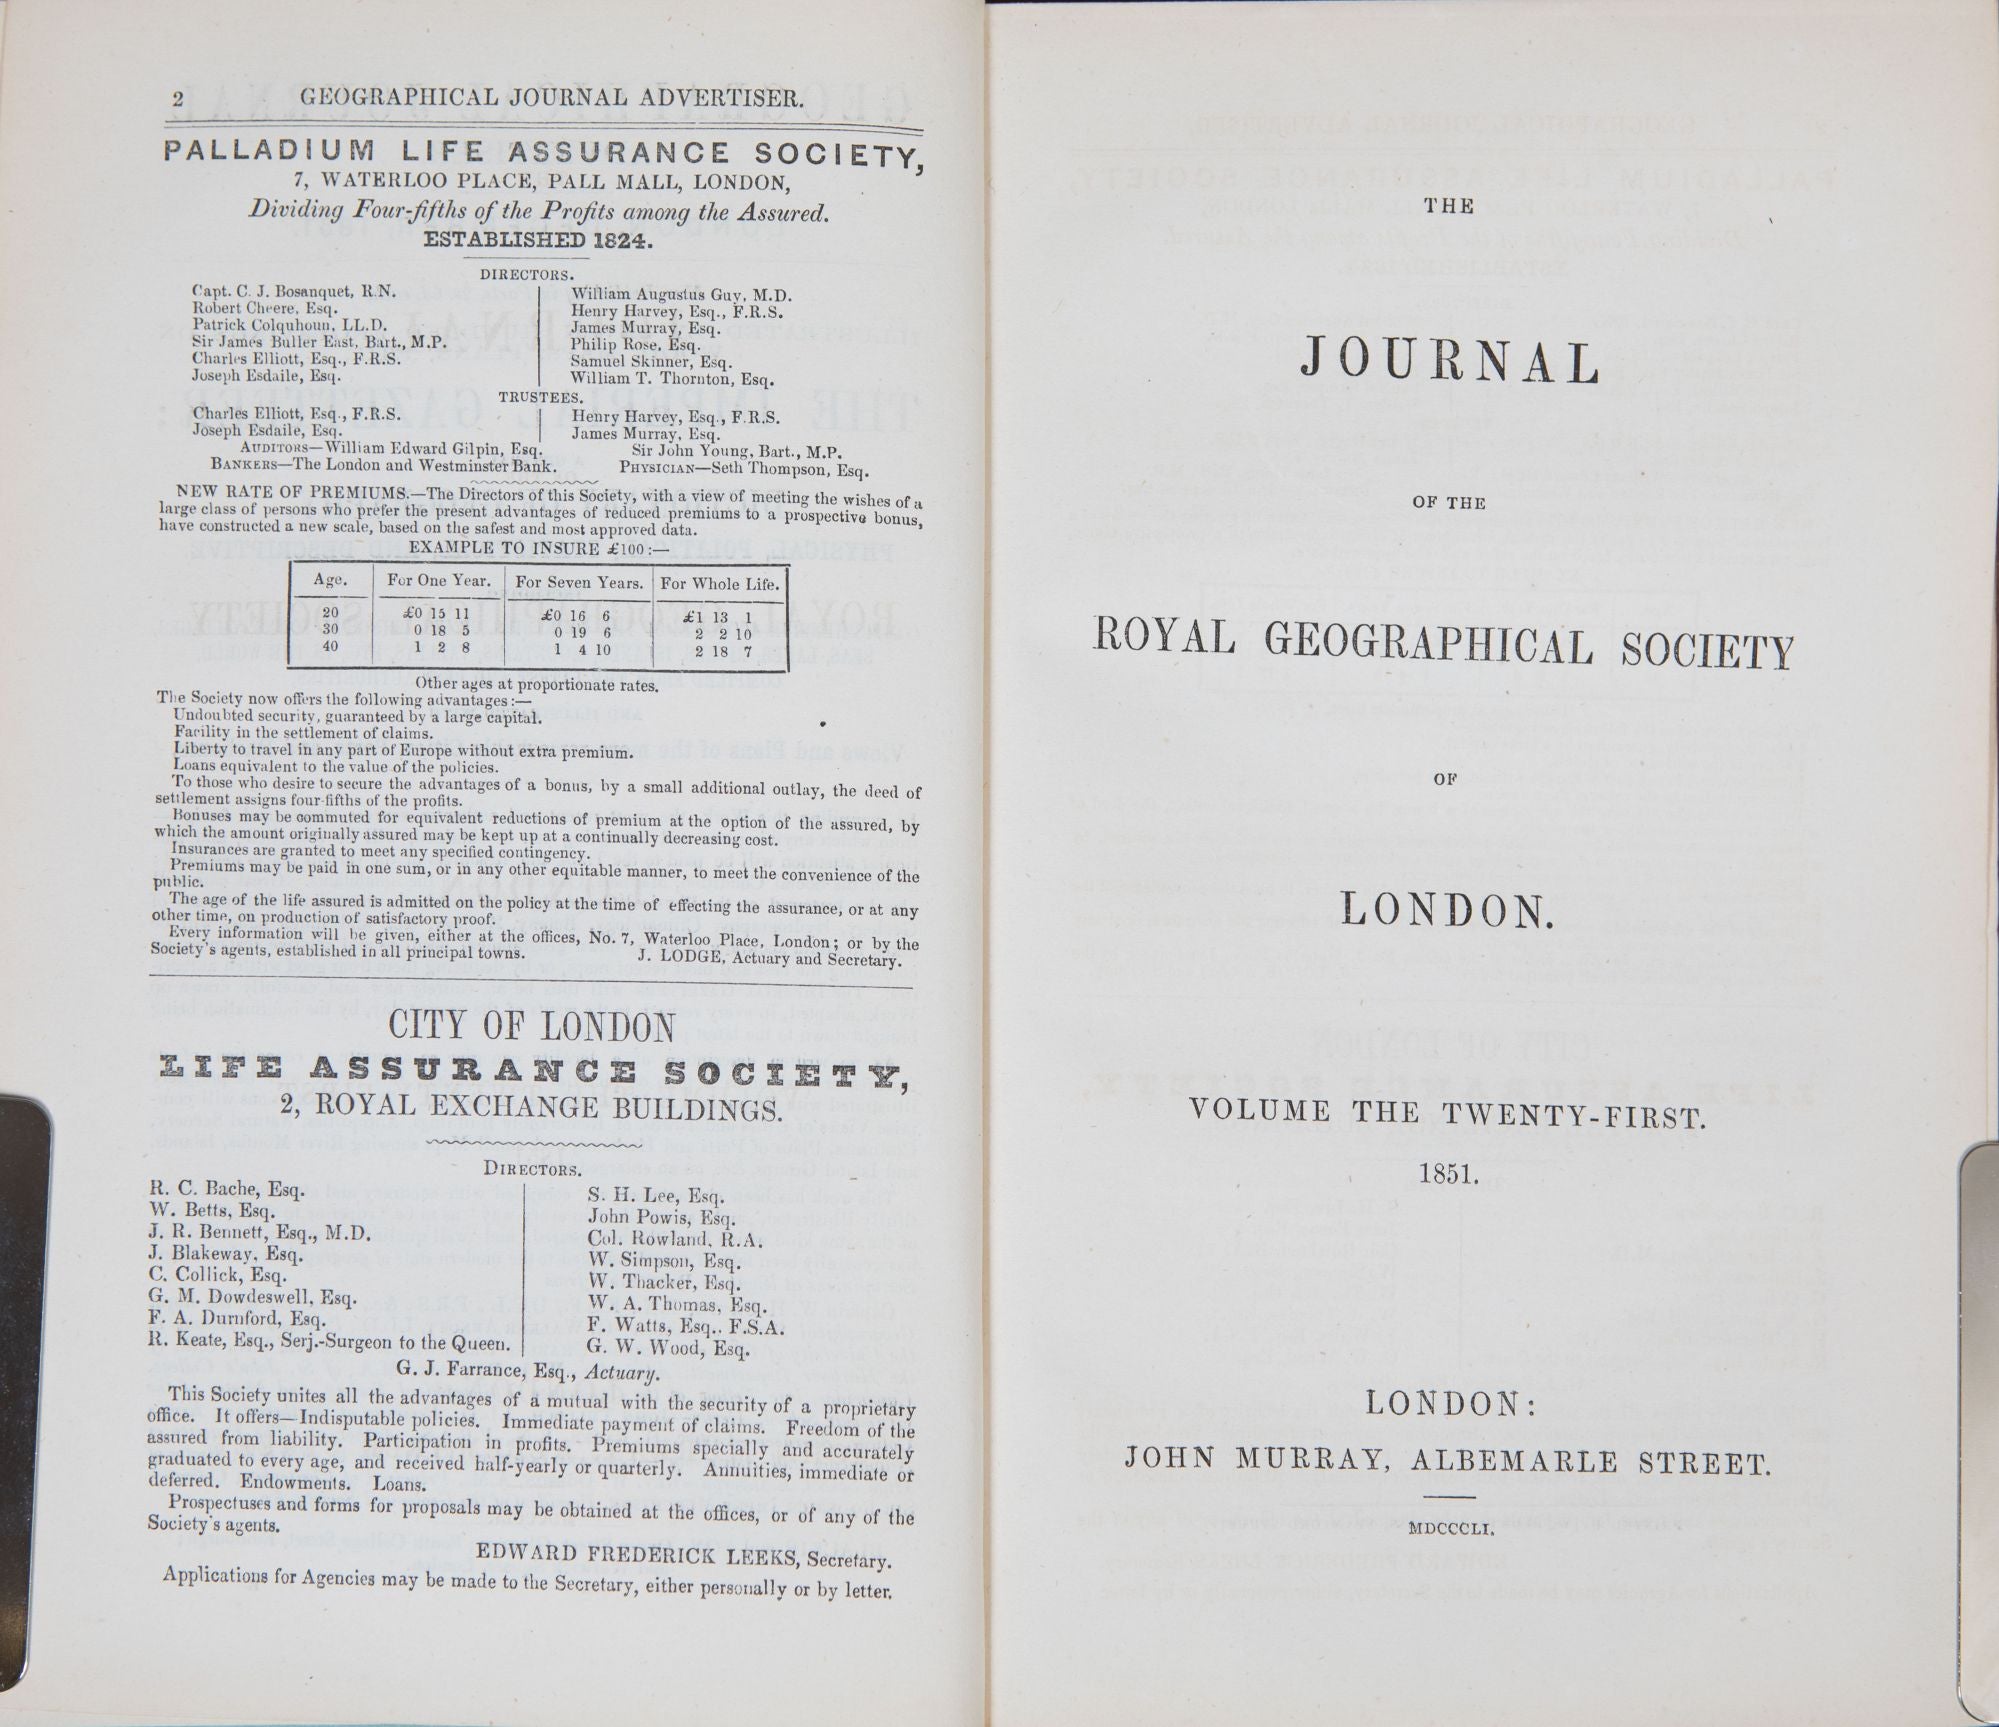 2 GEOGRAPHICAL JOURNAL ADVERTISER.
PALLADIUM LIFE ASSURANCE SOCIETY,
7, WATERLOO PLACE, PALL MALL, LONDON,
Dividing Four-fifths of the Profits among the Assured.
ESTABLISHED 1824.
DIRECTORS.
Capt. C. J. Bosanquet, R.N.
Robert Cheere, Esq.
Patrick Colquhoun, LL.D.
Sir James Buller East, Bart., M.P.
Charles Elliott, Esq., F.R.S.
Joseph Esdaile, Esq.
William Augustus Guy, M.D.
Henry Harvey, Esq., F.R.S.
James Murray, Esq.
Philip Rose, Esq.
Samuel Skinner, Esq.
William T. Thornton, Esq.
TRUSTEES.
Charles Elliott, Esq., F.R.S.
Joseph Esdaile, Esq.
Henry Harvey, Esq., F.R.S.
James Murray, Esq.
AUDITORS—William Edward Gilpin, Esq. Sir John Young, Bart., M.P.
BANKERS—The London and Westminster Bank. PHYSICIAN—Seth Thompson, Esq.
NEW RATE OF PREMIUMS.—The Directors of this Society, with a view of meeting the wishes of a
large class of persons who prefer the present advantages of reduced premiums to a prospective bonus,
have constructed a new scale, based on the safest and most approved data.
EXAMPLE TO INSURE £100:—
Age. For One Year. For Seven Years. For Whole Life.
20 £0 15 11 £0 16 6 £1 13 1
30 0 18 5 0 19 6 2 2 10
40 1 2 8 1 4 10 2 18 7
Other ages at proportionate rates.
The Society now offers the following advantages:—
Undoubted security, guaranteed by a large capital.
Facility in the settlement of claims.
Liberty to travel in any part of Europe without extra premium.
Loans equivalent to the value of the policies.
To those who desire to secure the advantages of a bonus, by a small additional outlay, the deed of
settlement assigns four-fifths of the profits.
Bonuses may be commuted for equivalent reductions of premium at the option of the assured, by
which the amount originally assured may be kept up at a continually decreasing cost.
Insurances are granted to meet any specified contingency.
Premiums may be paid in one sum, or in any other equitable manner, to meet the convenience of the
public.
The age of the life assured is admitted on the policy at the time of effecting the assurance, or at any
other time, on production of satisfactory proof.
Every information will be given, either at the offices, No. 7, Waterloo Place, London; or by the
Society's agents, established in all principal towns. J. LODGE, Actuary and Secretary.
CITY OF LONDON
LIFE ASSURANCE SOCIETY,
2, ROYAL EXCHANGE BUILDINGS.
DIRECTORS.
R. C. Bache, Esq.
W. Betts, Esq.
J. R. Bennett, Esq., M.D.
J. Blakeway, Esq.
C. Collick, Esq.
G. M. Dowdeswell, Esq.
F. A. Durnford, Esq.
R. Keate, Esq., Serj.-Surgeon to the Queen.
S. H. Lee, Esq.
John Powis, Esq.
Col. Rowland, R.A.
W. Simpson, Esq.
W. Thacker, Esq.
W. A. Thomas, Esq.
F. Watts, Esq., F.S.A.
G. W. Wood, Esq.
G. J. Farrance, Esq., Actuary.
This Society unites all the advantages of a mutual with the security of a proprietary
office. It offers—Indisputable policies. Immediate payment of claims. Freedom of the
assured from liability. Participation in profits. Premiums specially and accurately
graduated to every age, and received half-yearly or quarterly. Annuities, immediate or
deferred. Endowments. Loans.
Prospectuses and forms for proposals may be obtained at the offices, or of any of the
Society's agents.
EDWARD FREDERICK LEEKS, Secretary.
Applications for Agencies may be made to the Secretary, either personally or by letter.
THE
JOURNAL
OF THE
ROYAL GEOGRAPHICAL SOCIETY
OF
LONDON.
VOLUME THE TWENTY-FIRST.
1851.
LONDON:
JOHN MURRAY, ALBEMARLE STREET.
MDCCCLI.